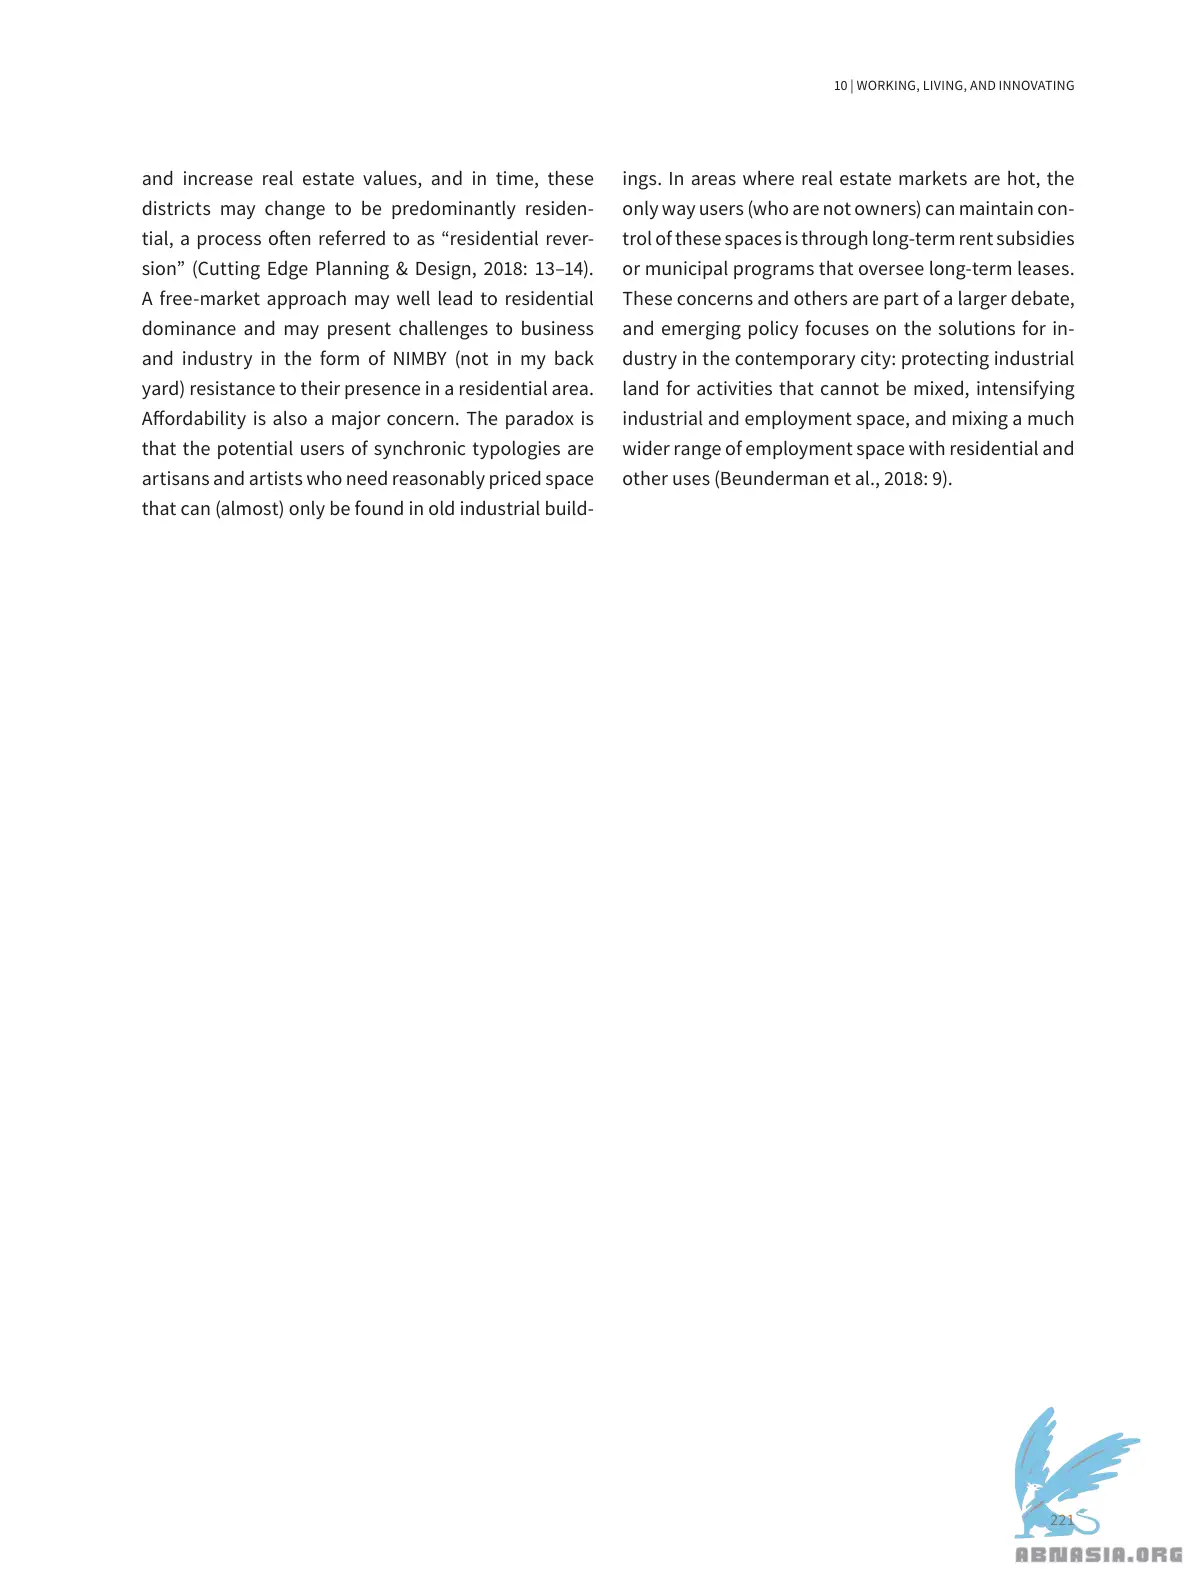 10 | WORKING, LIVING, AND INNOVATING
and increase real estate values, and in time, these
districts may change to be predominantly residen-
tial, a process often referred to as “residential rever-
sion” (Cutting Edge Planning & Design, 2018: 13–14).
A free-market approach may well lead to residential
dominance and may present challenges to business
and industry in the form of NIMBY (not in my back
yard) resistance to their presence in a residential area.
Affordability is also a major concern. The paradox is
that the potential users of synchronic typologies are
artisans and artists who need reasonably priced space
that can (almost) only be found in old industrial build-
ings. In areas where real estate markets are hot, the
only way users (who are not owners) can maintain con-
trol of these spaces is through long-term rent subsidies
or municipal programs that oversee long-term leases.
These concerns and others are part of a larger debate,
and emerging policy focuses on the solutions for in-
dustry in the contemporary city: protecting industrial
land for activities that cannot be mixed, intensifying
industrial and employment space, and mixing a much
wider range of employment space with residential and
other uses (Beunderman et al., 2018: 9).
221
ABNASIA.ORG